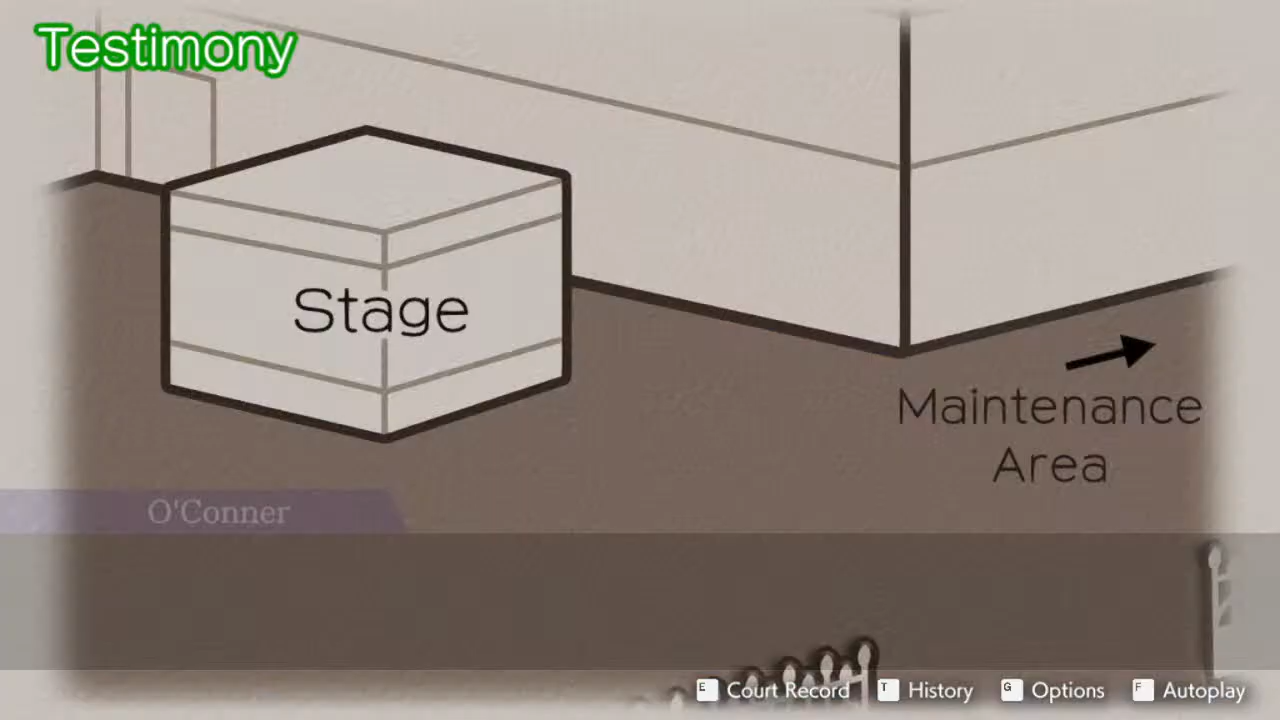 Testimony
Stage
Maintenance
Area
O'Conner
E Court Record T History G Options F Autoplay